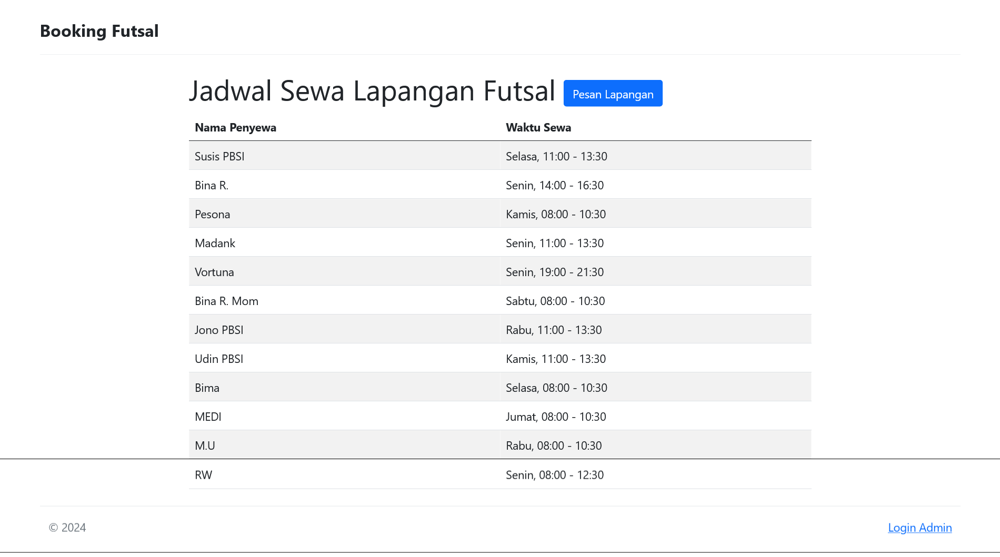 Booking Futsal
Jadwal Sewa Lapangan Futsal Pesan Lapangan
Nama Penyewa Waktu Sewa
Susis PBSI Selasa, 11:00 - 13:30
Bina R. Senin, 14:00 - 16:30
Pesona Kamis, 08:00 - 10:30
Madank Senin, 11:00 - 13:30
Vortuna Senin, 19:00 - 21:30
Bina R. Mom Sabtu, 08:00 - 10:30
Jono PBSI Rabu, 11:00 - 13:30
Udin PBSI Kamis, 11:00 - 13:30
Bima Selasa, 08:00 - 10:30
MEDI Jumat, 08:00 - 10:30
M.U Rabu, 08:00 - 10:30
RW Senin, 08:00 - 12:30
© 2024 Login Admin